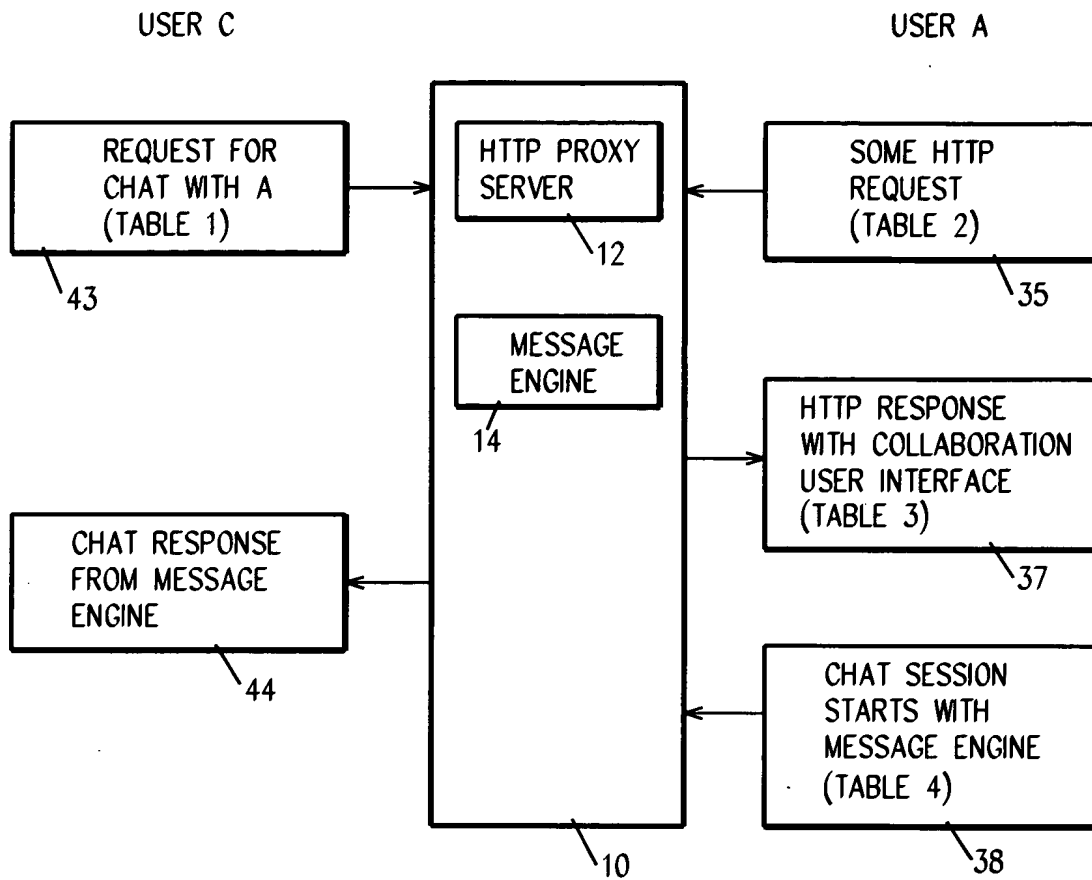 USER C
USER A
REQUEST FOR
CHAT WITH A
(TABLE 1)
43
HTTP PROXY
SERVER
12
SOME HTTP
REQUEST
(TABLE 2)
35
MESSAGE
ENGINE
14
HTTP RESPONSE
WITH COLLABORATION
USER INTERFACE
(TABLE 3)
37
CHAT RESPONSE
FROM MESSAGE
ENGINE
44
CHAT SESSION
STARTS WITH
MESSAGE ENGINE
(TABLE 4)
38
10